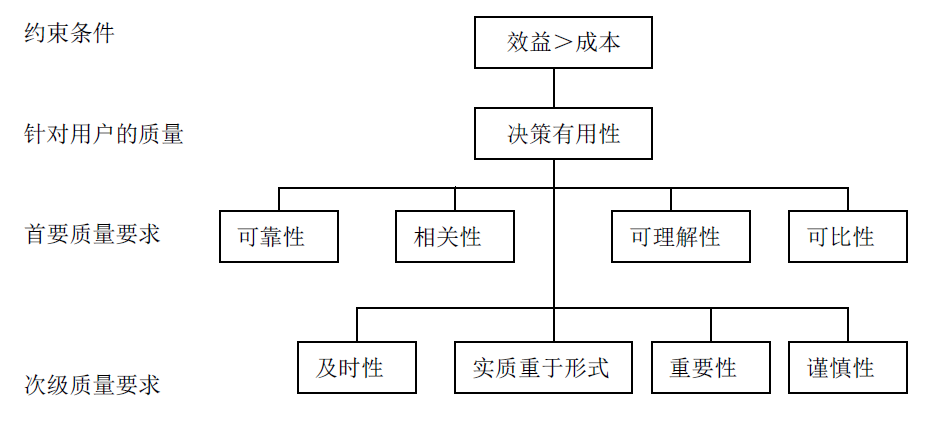 约束条件
效益＞成本
针对用户的质量
决策有用性
首要质量要求
可靠性
相关性
可理解性
可比性
次级质量要求
及时性
实质重于形式
重要性
谨慎性